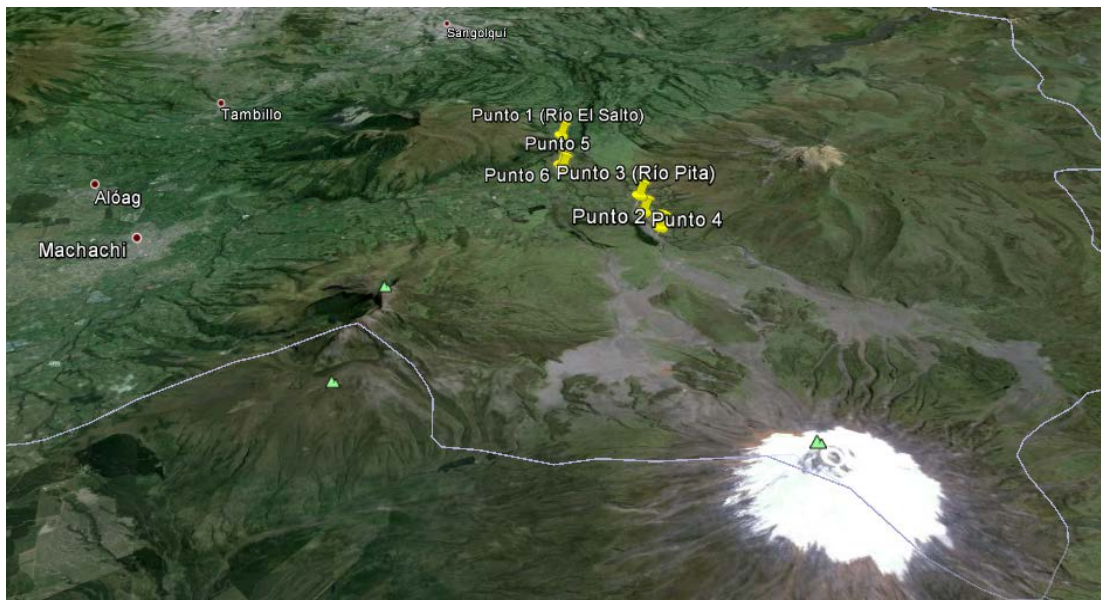 Sangolquí
Tambillo
Punto 1 (Río El Salto)
Punto 5
Punto 6
Punto 3 (Río Pita)
Alóag
Punto 2
Punto 4
Machachi